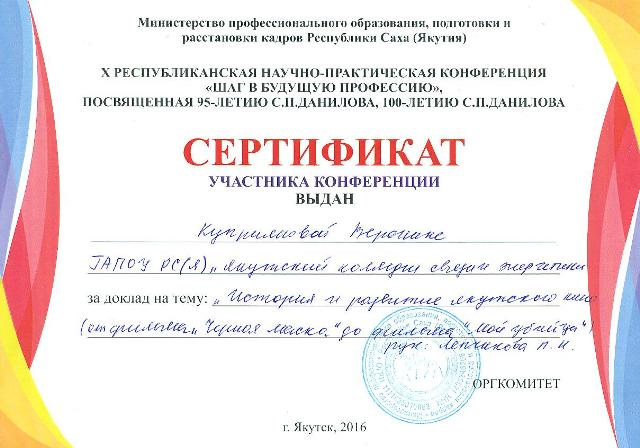 Министерство профессионального образования, подготовки и
расстановки кадров Республики Саха (Якутия)
X РЕСПУБЛИКАНСКАЯ НАУЧНО-ПРАКТИЧЕСКАЯ КОНФЕРЕНЦИЯ
«ШАГ В БУДУЩУЮ ПРОФЕССИЮ»,
ПОСВЯЩЕННАЯ 95-ЛЕТИЮ С.П.ДАНИЛОВА, 100-ЛЕТИЮ С.П.ДАНИЛОВА
СЕРТИФИКАТ
УЧАСТНИКА КОНФЕРЕНЦИИ
ВЫДАН
Куприяновой Веронике
ГАПОУ РС(Я) „Якутский колледж связи и энергетики
за доклад на тему: „История и развитие якутского кино
(от фильма „Черная маска" до фильма „Мой убийца")
рук: Лепчикова
ОРГКОМИТЕТ
г. Якутск, 2016